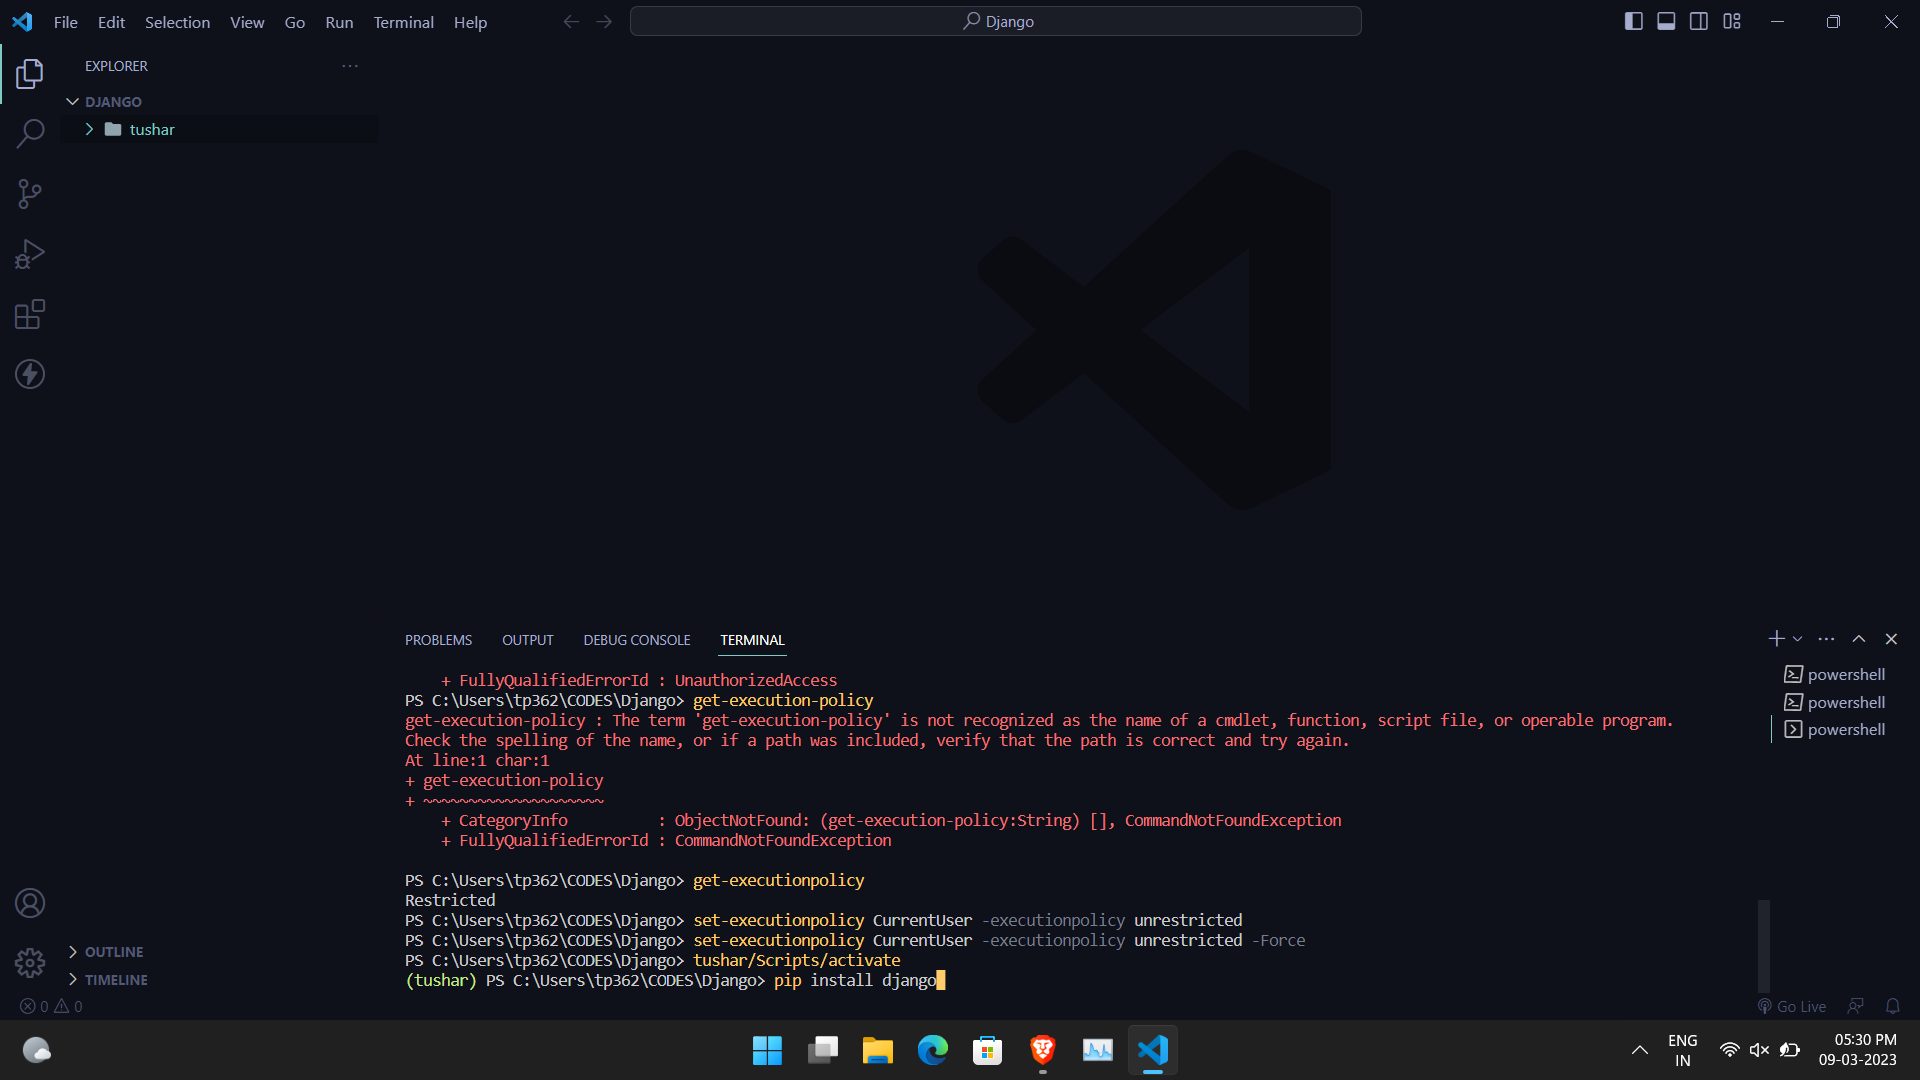 File Edit Selection View Go Run Terminal Help
Django
EXPLORER
DJANGO
tushar
PROBLEMS OUTPUT DEBUG CONSOLE TERMINAL
powershell
powershell
powershell
+ FullyQualifiedErrorId : UnauthorizedAccess
PS C:\Users\tp362\CODES\Django> get-execution-policy
get-execution-policy : The term 'get-execution-policy' is not recognized as the name of a cmdlet, function, script file, or operable program.
Check the spelling of the name, or if a path was included, verify that the path is correct and try again.
At line:1 char:1
+ get-execution-policy
+ ~~~~~~~~~~~~~~~~~~~~
+ CategoryInfo          : ObjectNotFound: (get-execution-policy:String) [], CommandNotFoundException
+ FullyQualifiedErrorId : CommandNotFoundException
PS C:\Users\tp362\CODES\Django> get-executionpolicy
Restricted
PS C:\Users\tp362\CODES\Django> set-executionpolicy CurrentUser -executionpolicy unrestricted
PS C:\Users\tp362\CODES\Django> set-executionpolicy CurrentUser -executionpolicy unrestricted -Force
PS C:\Users\tp362\CODES\Django> tushar/Scripts/activate
(tushar) PS C:\Users\tp362\CODES\Django> pip install django
OUTLINE
TIMELINE
0 0
Go Live
ENG
IN
05:30 PM
09-03-2023